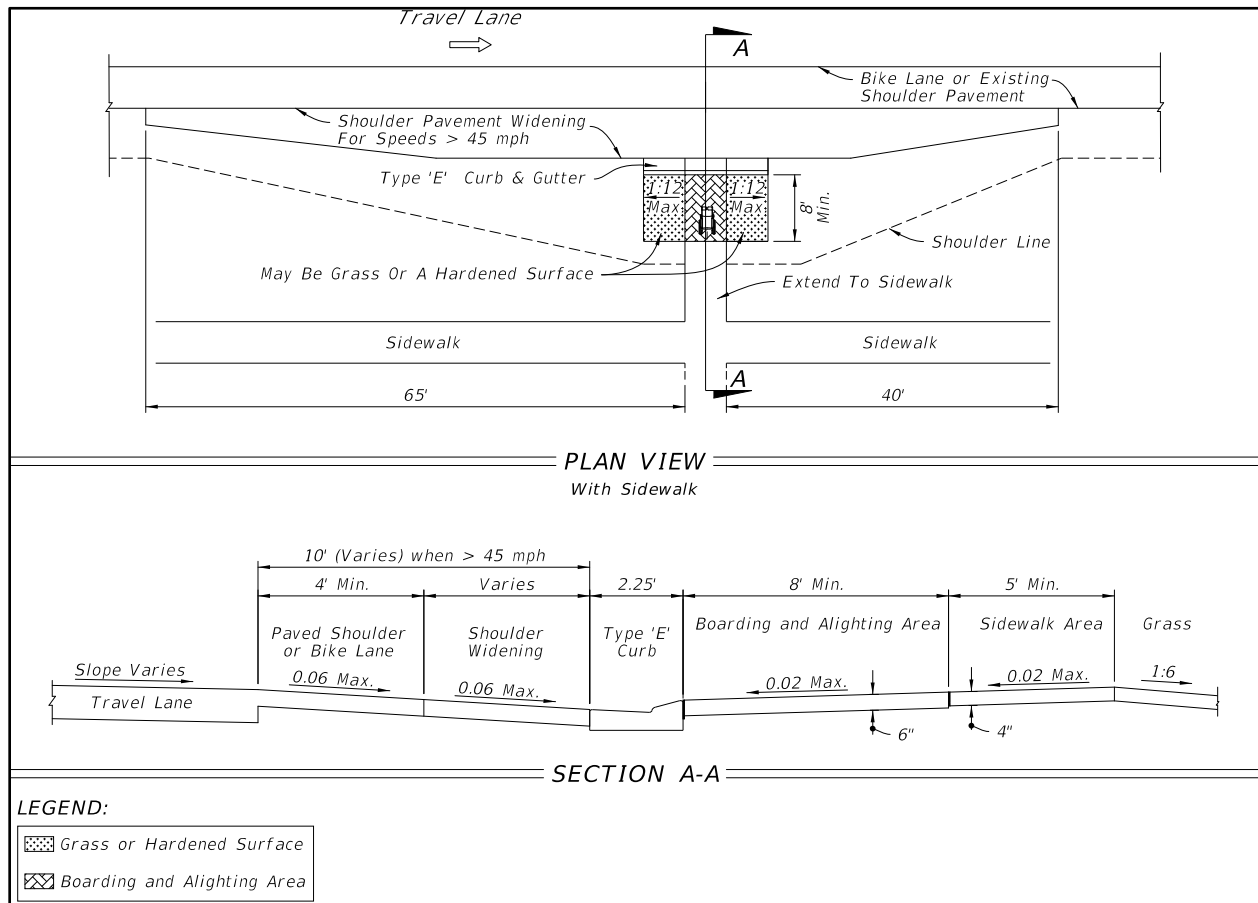 Travel Lane
A
Bike Lane or Existing
Shoulder Pavement
Shoulder Pavement Widening
For Speeds > 45 mph
Type 'E' Curb & Gutter
1:12
Max
1:12
Max
8'
Min.
Shoulder Line
May Be Grass Or A Hardened Surface
Extend To Sidewalk
Sidewalk
Sidewalk
A
65'
40'
PLAN VIEW
With Sidewalk
10' (Varies) when > 45 mph
4' Min.
Varies
2.25'
8' Min.
5' Min.
Paved Shoulder
or Bike Lane
Shoulder
Widening
Type 'E'
Curb
Boarding and Alighting Area
Sidewalk Area
Grass
Slope Varies
0.06 Max.
0.06 Max.
0.02 Max.
0.02 Max.
1:6
Travel Lane
6"
4"
SECTION A-A
LEGEND:
Grass or Hardened Surface
Boarding and Alighting Area